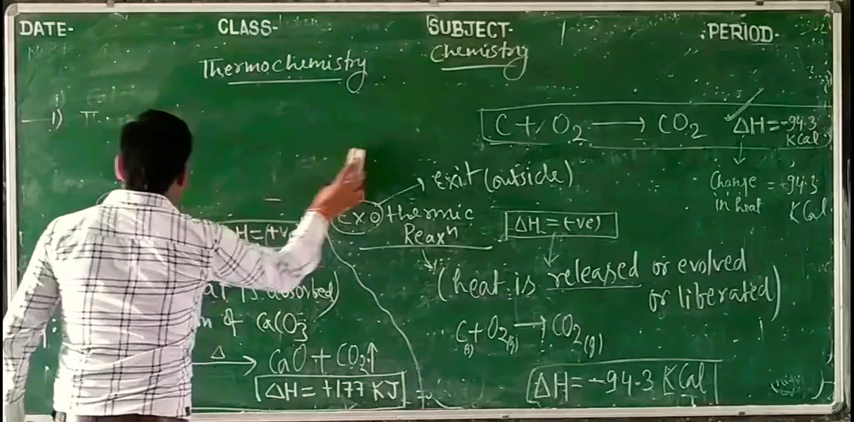 DATE- CLASS- SUBJECT- PERIOD-
Thermochemistry Chemistry
1)
C + O2 → CO2 ΔH = -94.3 KCal
Change in heat = -94.3 KCal
exit (outside)
exothermic Reaxⁿ
ΔH = (-ve)
(heat is released or evolved or liberated)
C(s) + O2(g) → CO2(g)
ΔH = -94.3 KCal
H = (+ve
is absorbed)
of CaCO3
Δ → CaO + CO2↑
ΔH = +177 KJ